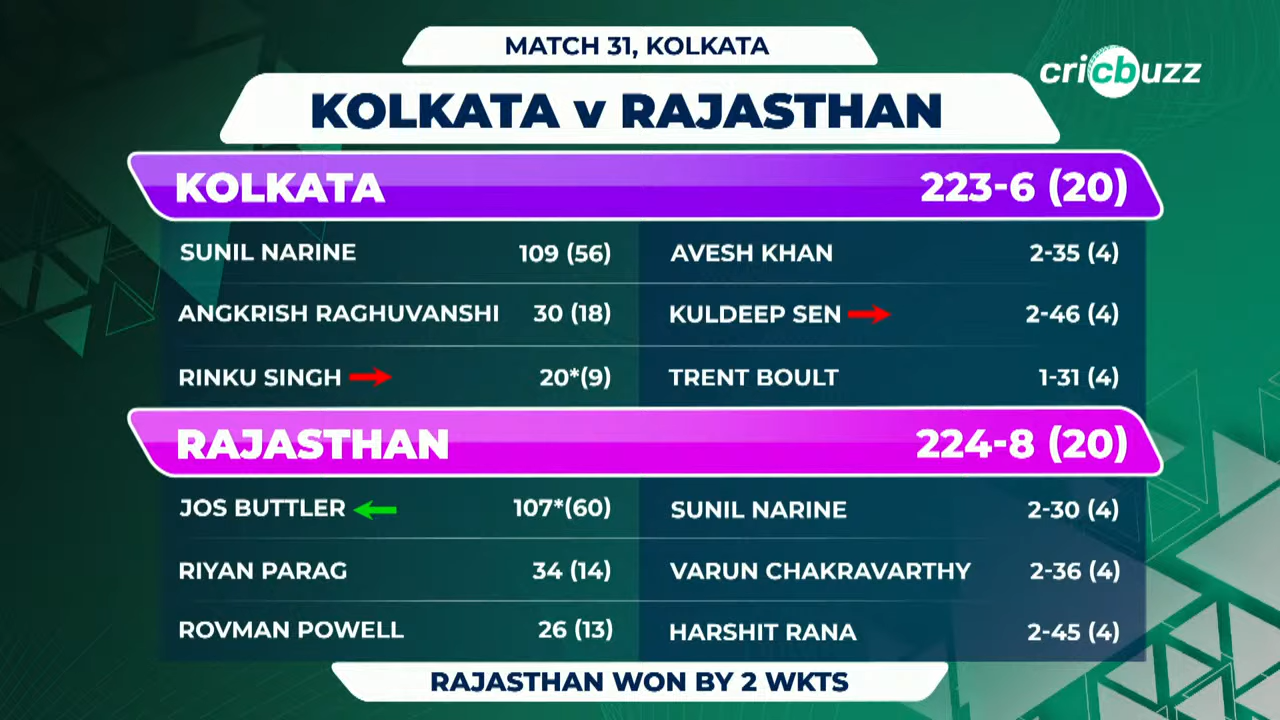 MATCH 31, KOLKATA
cricbuzz
KOLKATA v RAJASTHAN
KOLKATA 223-6 (20)
SUNIL NARINE 109 (56) AVESH KHAN 2-35 (4)
ANGKRISH RAGHUVANSHI 30 (18) KULDEEP SEN 2-46 (4)
RINKU SINGH 20*(9) TRENT BOULT 1-31 (4)
RAJASTHAN 224-8 (20)
JOS BUTTLER 107*(60) SUNIL NARINE 2-30 (4)
RIYAN PARAG 34 (14) VARUN CHAKRAVARTHY 2-36 (4)
ROVMAN POWELL 26 (13) HARSHIT RANA 2-45 (4)
RAJASTHAN WON BY 2 WKTS